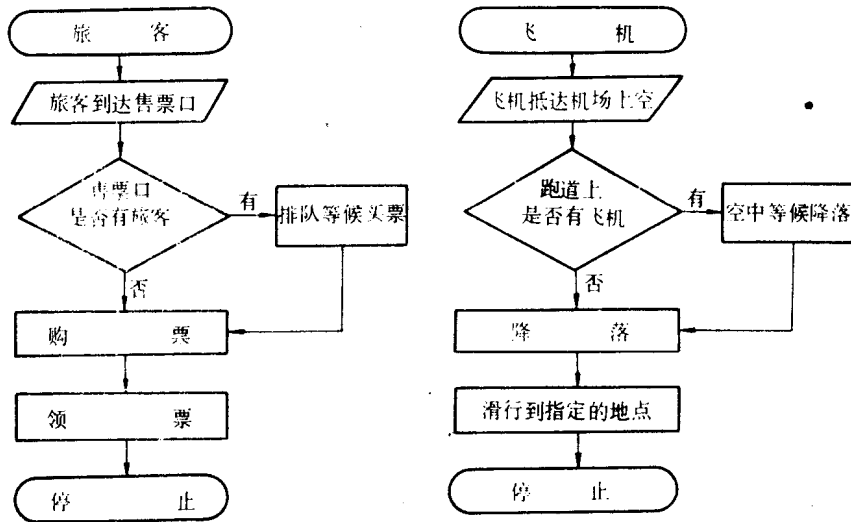 旅 客
旅客到达售票口
售票口
是否有旅客
有
排队等候买票
否
购 票
领 票
停 止
飞 机
飞机抵达机场上空
跑道上
是否有飞机
有
空中等候降落
否
降 落
滑行到指定的地点
停 止